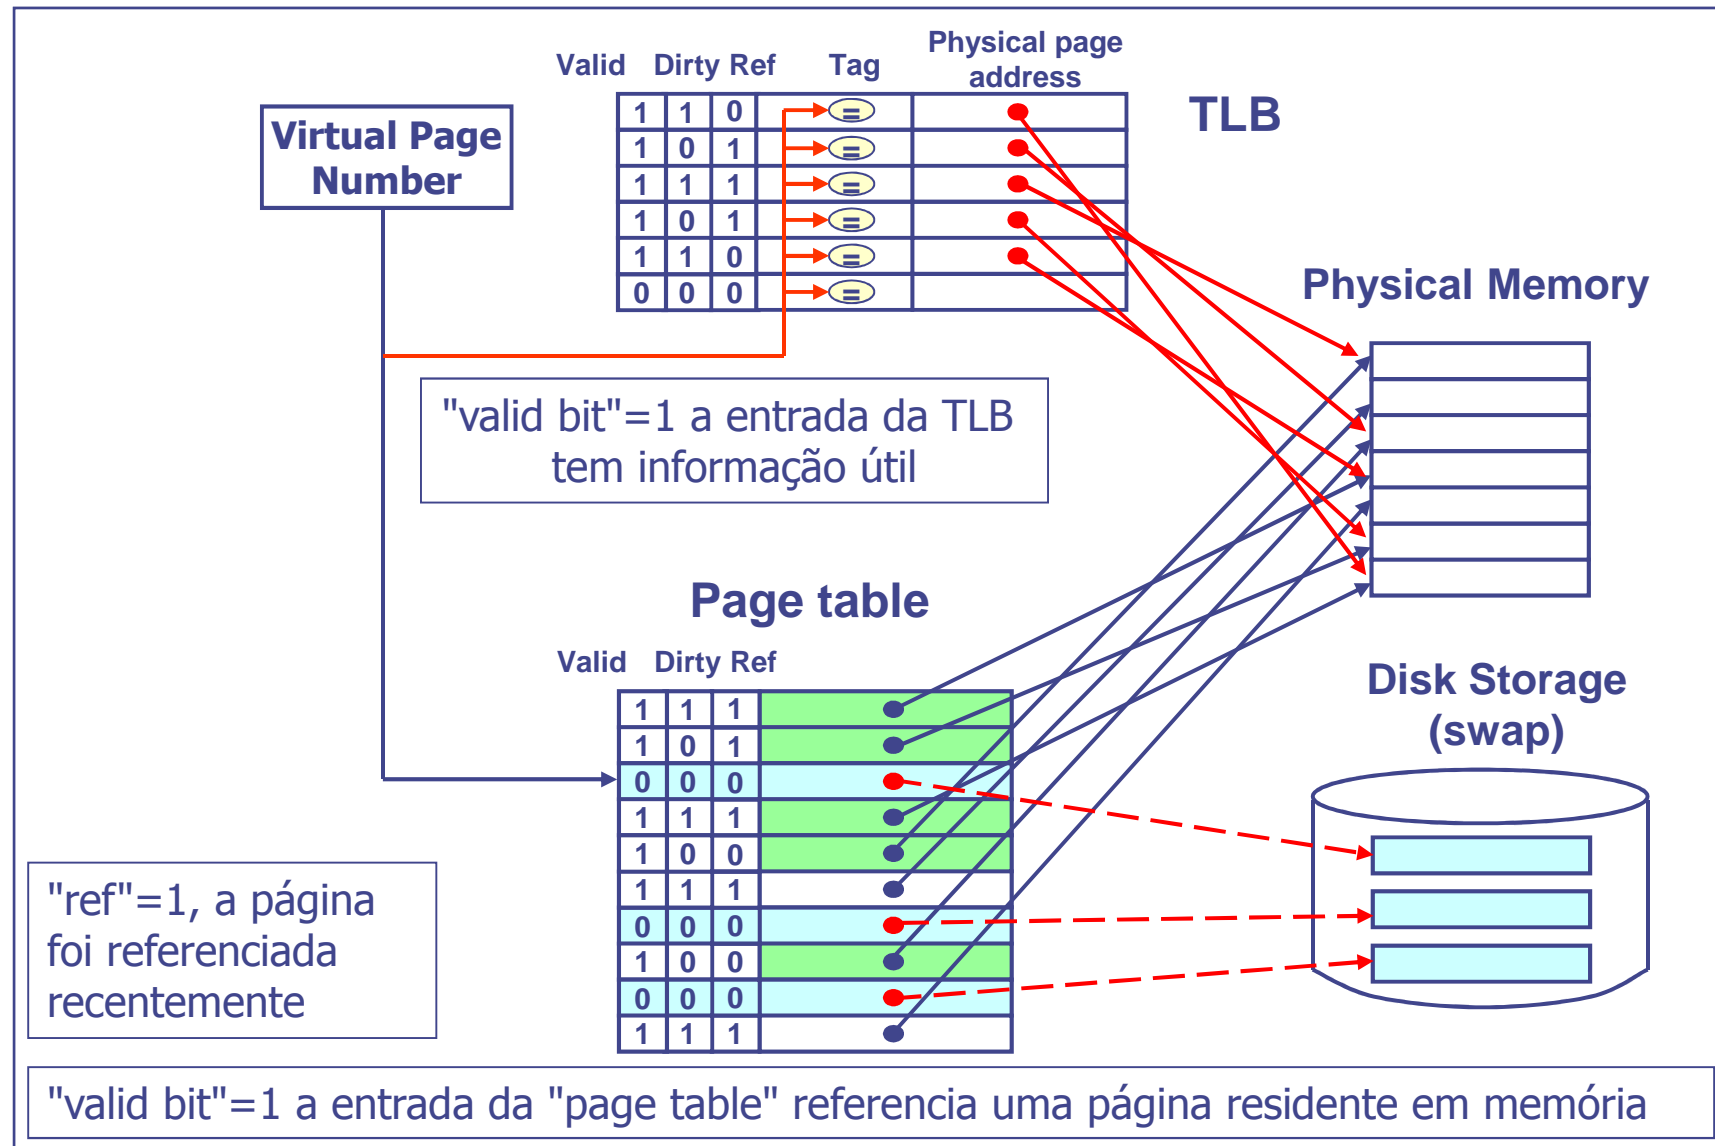 Physical page
Valid Dirty Ref Tag address
TLB
Virtual Page
Number
1 1 0 =
1 0 1 =
1 1 1 =
1 0 1 =
1 1 0 =
0 0 0 =
Physical Memory
"valid bit"=1 a entrada da TLB
tem informação útil
Page table
Valid Dirty Ref
1 1 1
1 0 1
0 0 0
1 1 1
1 0 0
1 1 1
0 0 0
1 0 0
0 0 0
1 1 1
Disk Storage
(swap)
"ref"=1, a página
foi referenciada
recentemente
"valid bit"=1 a entrada da "page table" referencia uma página residente em memória